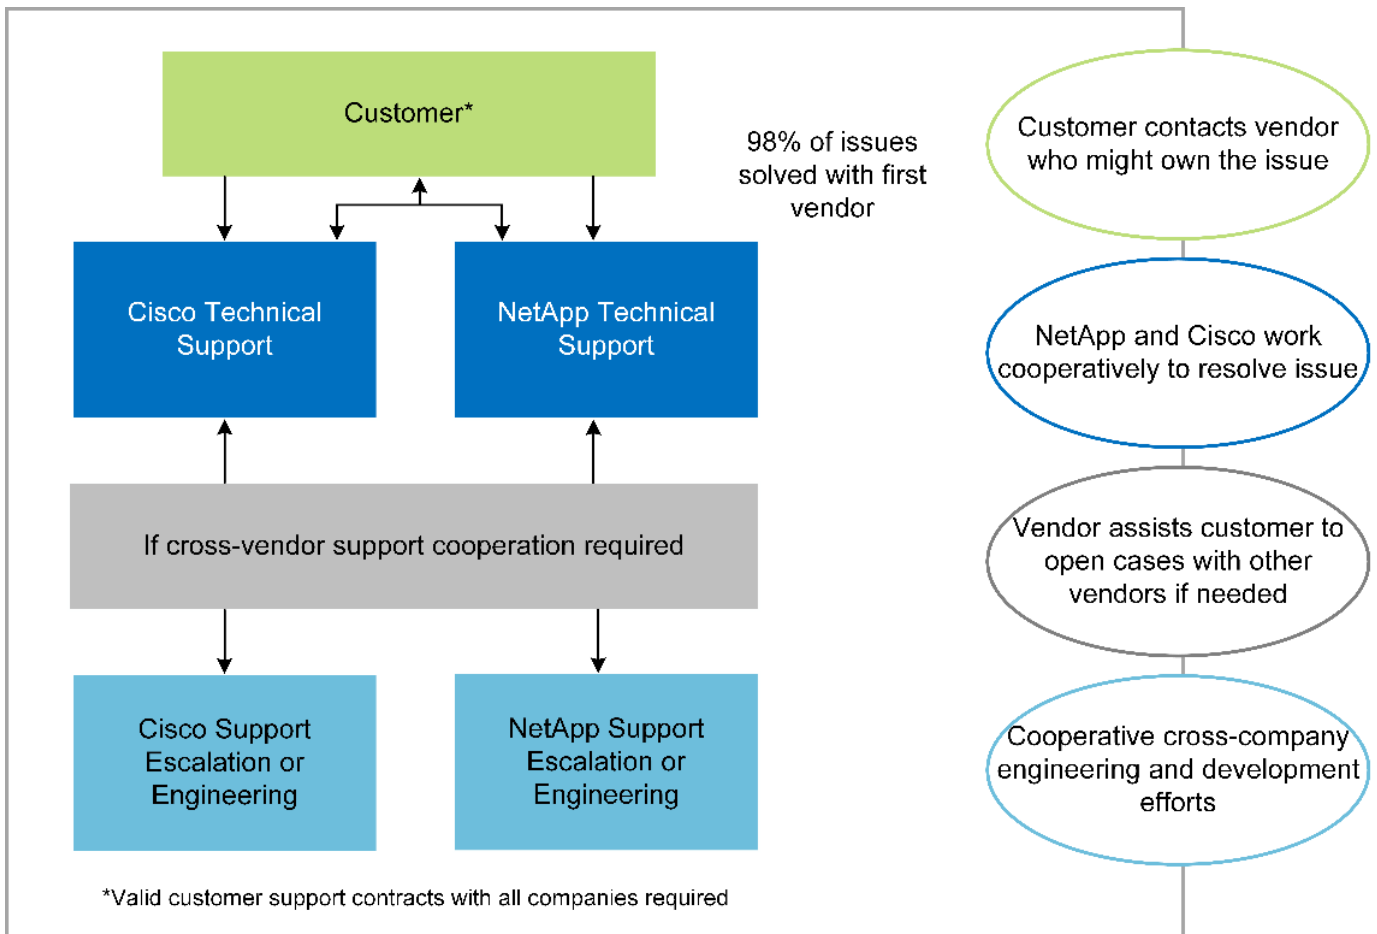 Customer*
98% of issues
solved with first
vendor
Customer contacts vendor
who might own the issue
Cisco Technical
Support
NetApp Technical
Support
NetApp and Cisco work
cooperatively to resolve issue
If cross-vendor support cooperation required
Vendor assists customer to
open cases with other
vendors if needed
Cisco Support
Escalation or
Engineering
NetApp Support
Escalation or
Engineering
Cooperative cross-company
engineering and development
efforts
*Valid customer support contracts with all companies required